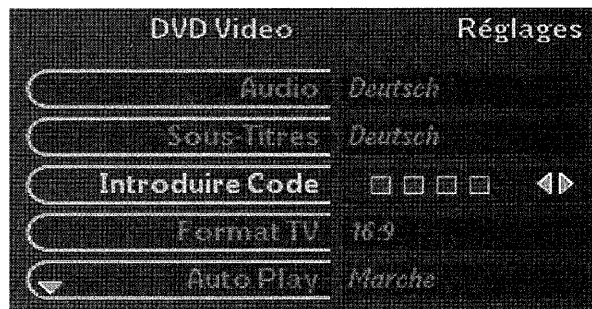 DVD Video Réglages
Audio Deutsch
Sous-Titres Deutsch
Introduire Code
Format TV 16:9
Auto Play Marche